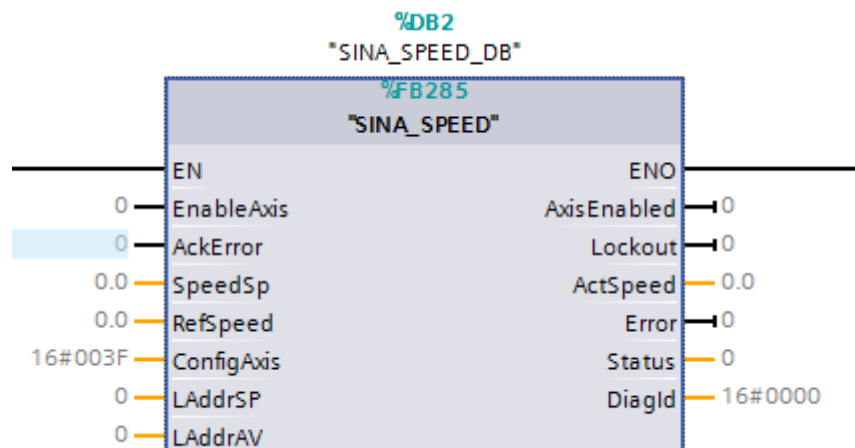 %DB2
"SINA_SPEED_DB"
%FB285
"SINA_SPEED"
EN ENO
0 EnableAxis AxisEnabled 0
0 AckError Lockout 0
0.0 SpeedSp ActSpeed 0.0
0.0 RefSpeed Error 0
16#003F ConfigAxis Status 0
0 LAddrSP DiagId 16#0000
0 LAddrAV